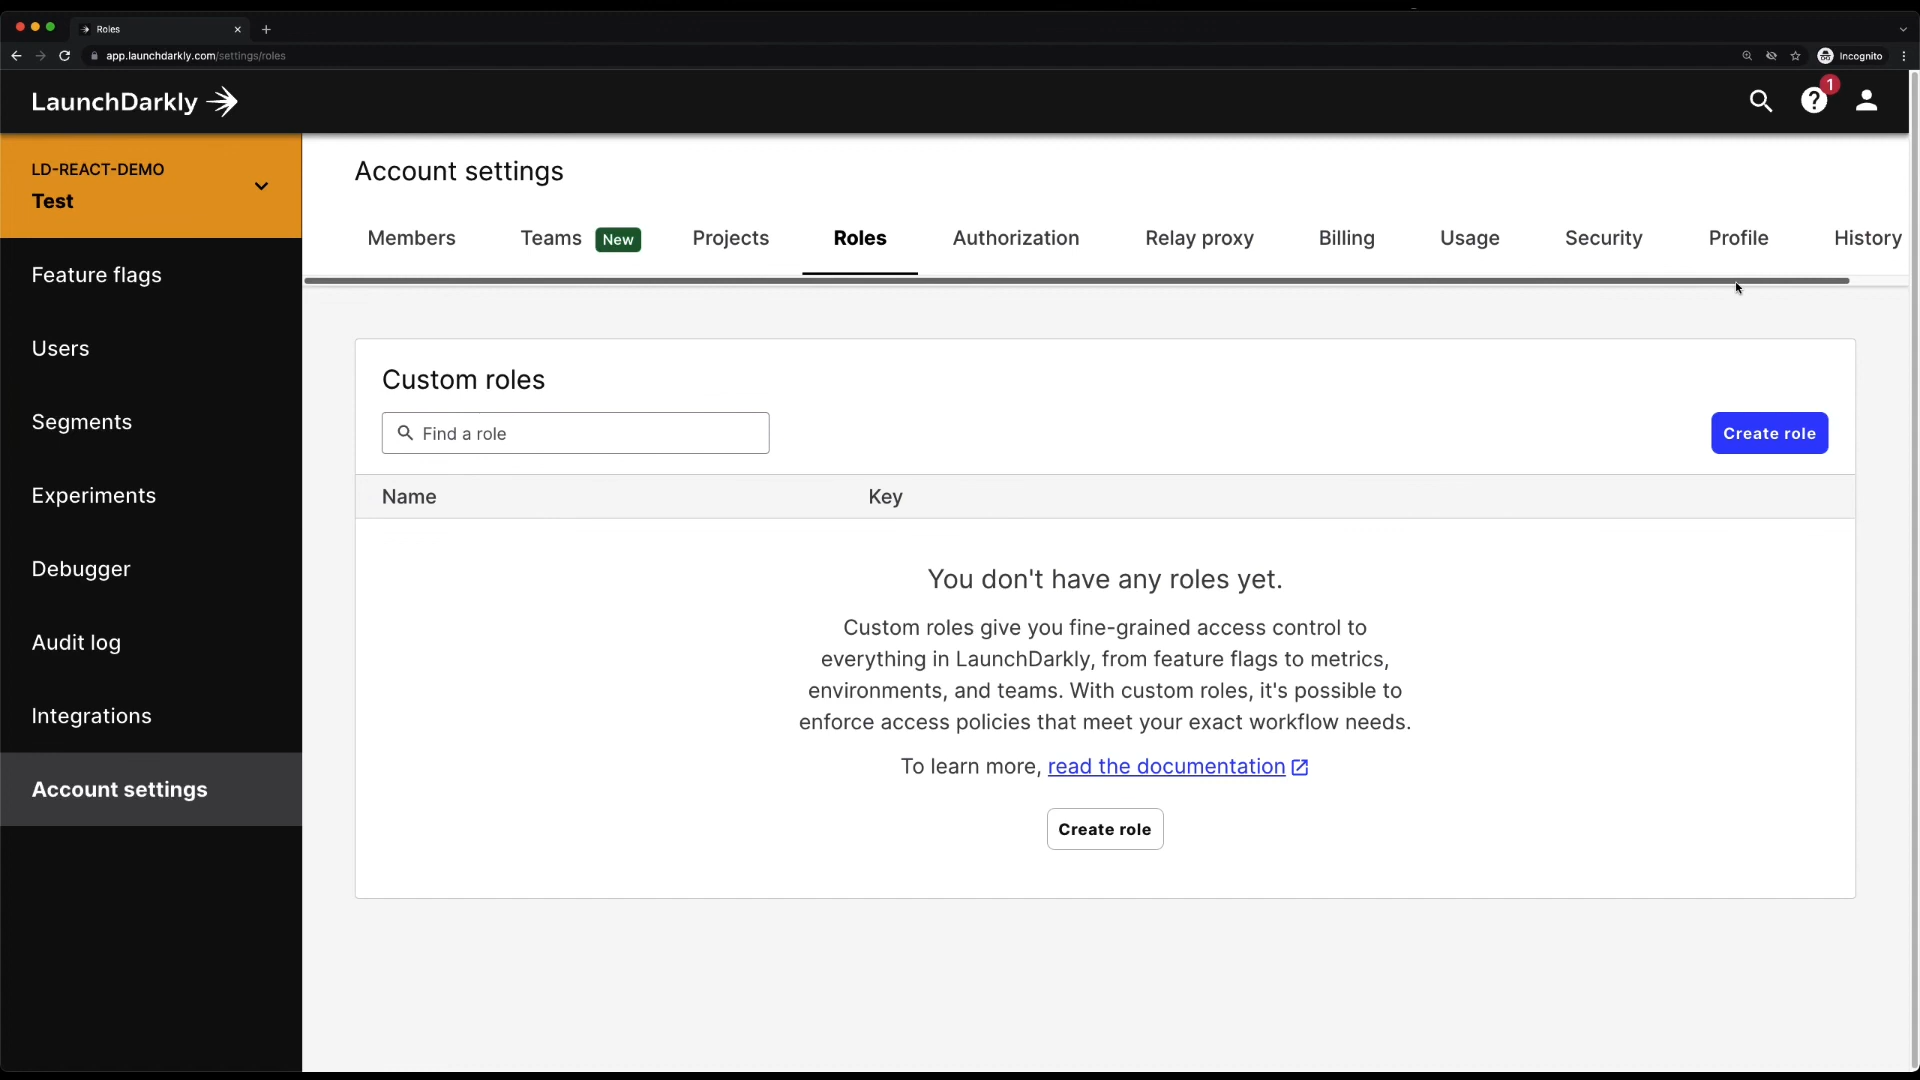 Roles
app.launchdarkly.com/settings/roles
Incognito
LaunchDarkly
1
LD-REACT-DEMO
Test
Feature flags
Users
Segments
Experiments
Debugger
Audit log
Integrations
Account settings
Account settings
Members
Teams New
Projects
Roles
Authorization
Relay proxy
Billing
Usage
Security
Profile
History
Custom roles
Find a role
Create role
Name
Key
You don't have any roles yet.
Custom roles give you fine-grained access control to
everything in LaunchDarkly, from feature flags to metrics,
environments, and teams. With custom roles, it's possible to
enforce access policies that meet your exact workflow needs.
To learn more, read the documentation
Create role